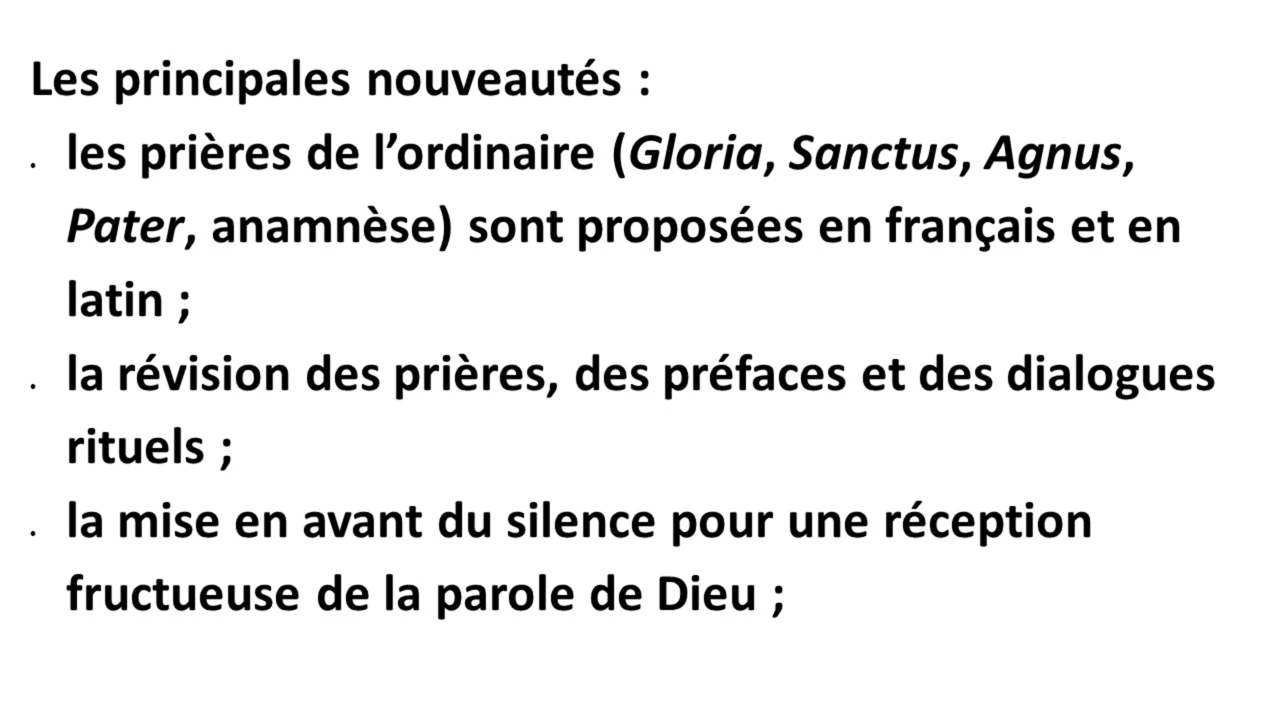 Les principales nouveautés :
. les prières de l’ordinaire (Gloria, Sanctus, Agnus,
Pater, anamnèse) sont proposées en français et en
latin ;
. la révision des prières, des préfaces et des dialogues
rituels ;
. la mise en avant du silence pour une réception
fructueuse de la parole de Dieu ;